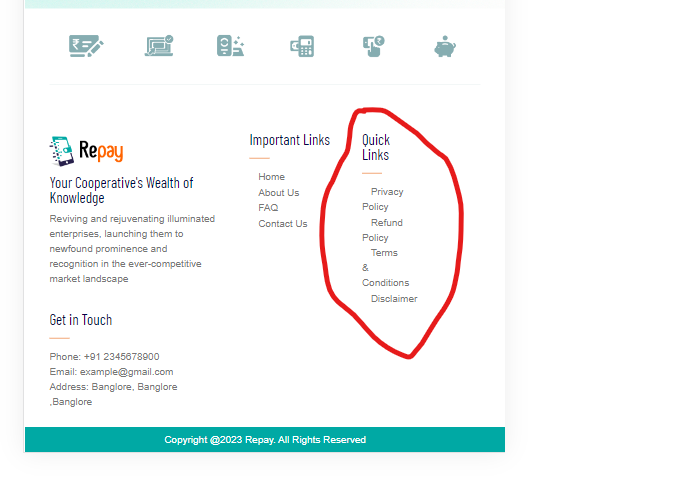 Repay
Your Cooperative's Wealth of
Knowledge
Reviving and rejuvenating illuminated
enterprises, launching them to
newfound prominence and
recognition in the ever-competitive
market landscape
Important Links
Home
About Us
FAQ
Contact Us
Quick
Links
Privacy
Policy
Refund
Policy
Terms
&
Conditions
Disclaimer
Get in Touch
Phone: +91 2345678900
Email: example@gmail.com
Address: Banglore, Banglore
,Banglore
Copyright @2023 Repay. All Rights Reserved